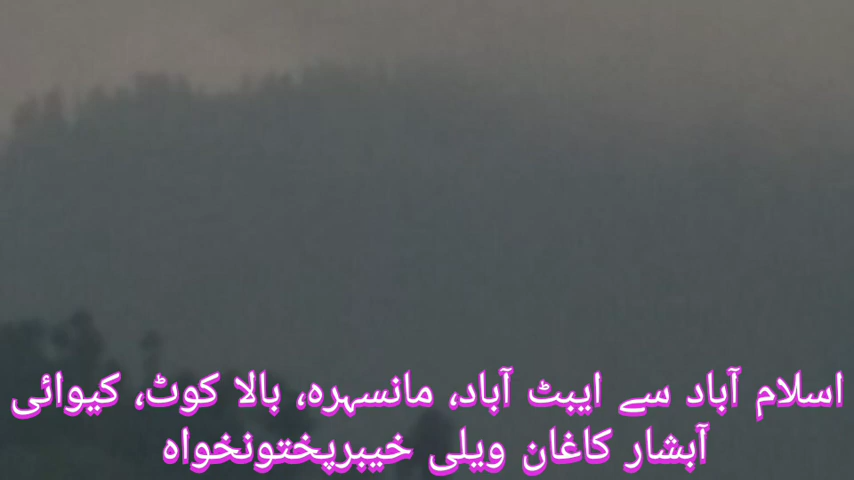 اسلام آباد سے ایبٹ آباد، مانسہرہ، بالا کوٹ، کیوائی
آبشار کاغان ویلی خیبرپختونخواہ